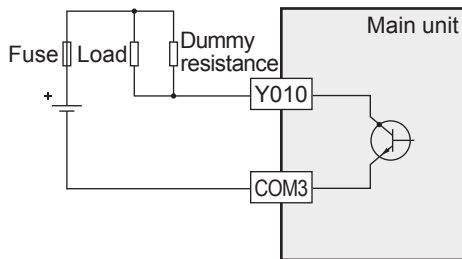 Main unit
Fuse
Load
Dummy
resistance
Y010
+
COM3